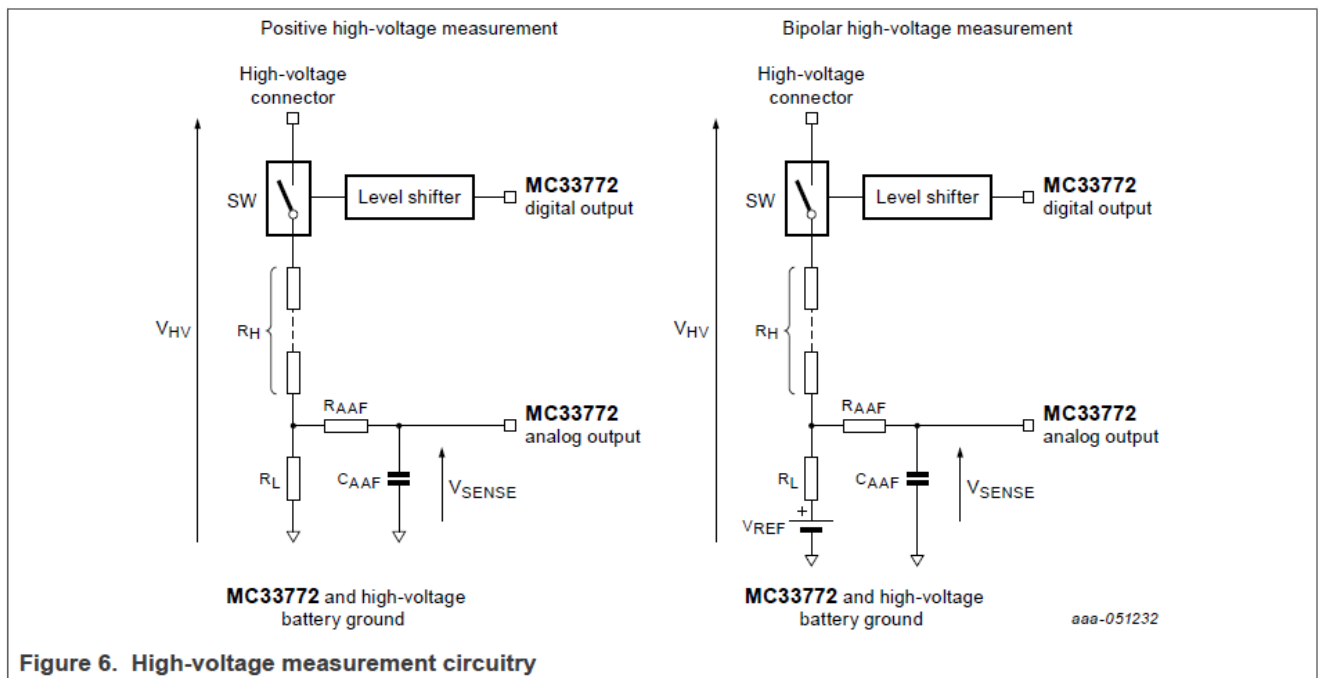 Positive high-voltage measurement
High-voltage
connector
SW
Level shifter
MC33772
digital output
VHV
RH
RAAF
MC33772
analog output
RL
CAAF
VSENSE
MC33772 and high-voltage
battery ground
Bipolar high-voltage measurement
High-voltage
connector
SW
Level shifter
MC33772
digital output
VHV
RH
RAAF
MC33772
analog output
RL
CAAF
VSENSE
+
VREF
MC33772 and high-voltage
battery ground
aaa-051232
Figure 6. High-voltage measurement circuitry